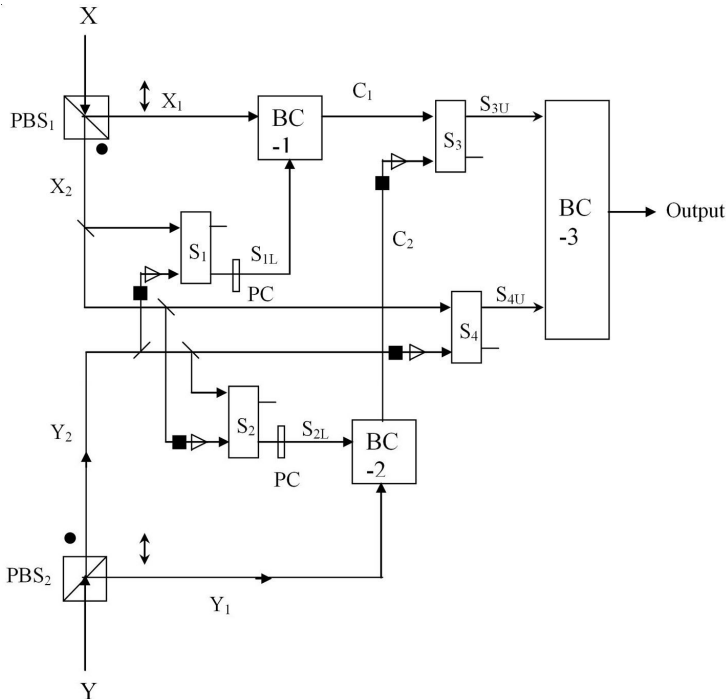 X
PBS₁
X₁
BC
-1
C₁
S₃U
S₃
BC
-3
Output
X₂
S₁
S₁L
PC
C₂
S₄U
S₄
Y₂
S₂
S₂L
PC
BC
-2
PBS₂
Y₁
Y